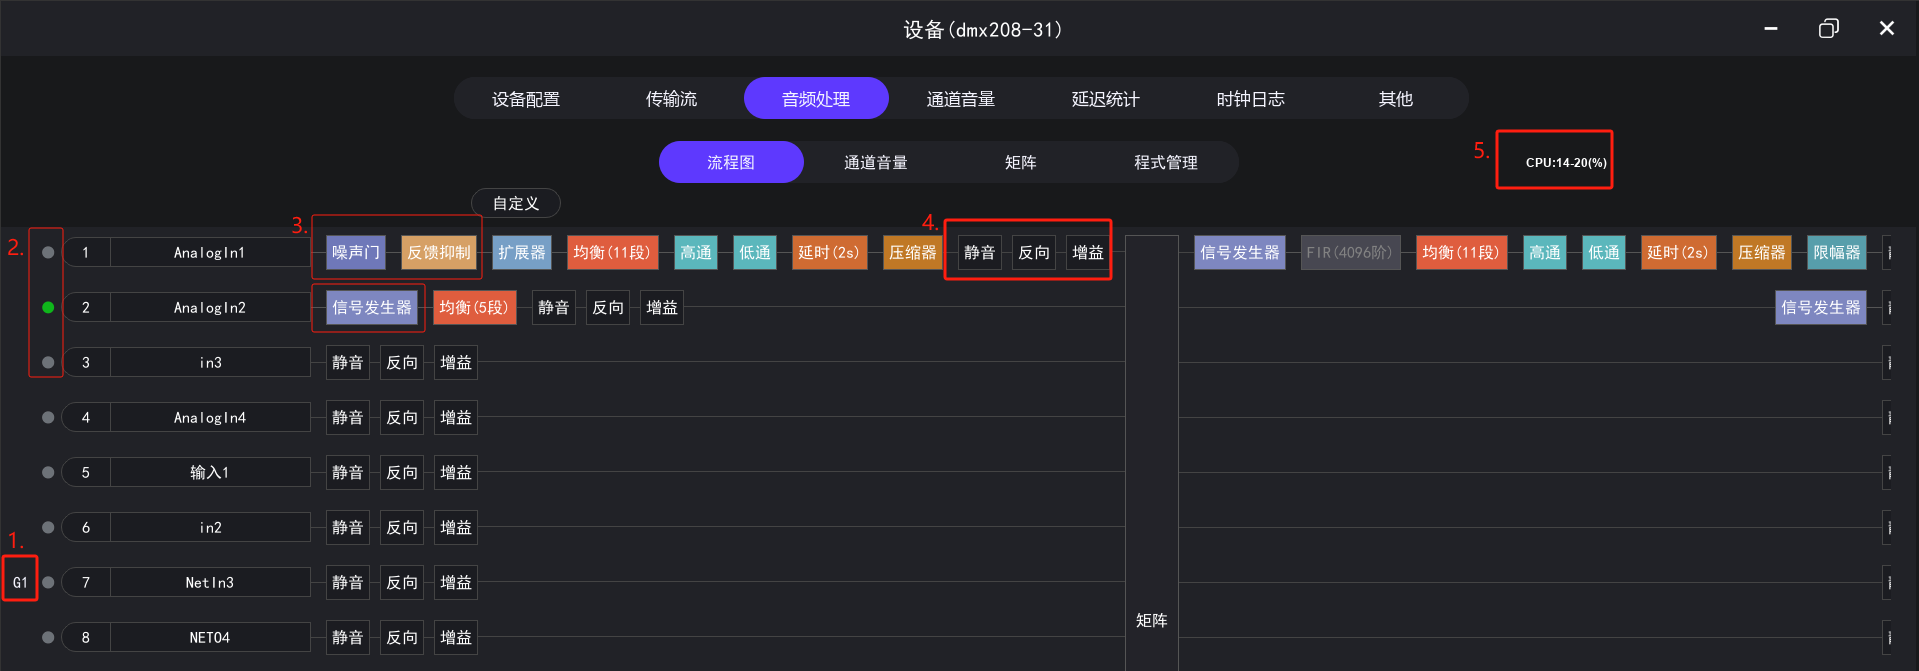 设备(dmx208-31)
设备配置 传输流 音频处理 通道音量 延迟统计 时钟日志 其他
流程图 通道音量 矩阵 程式管理
5. CPU:14-20(%)
自定义
2. 3. 4.
1 AnalogIn1 噪声门 反馈抑制 扩展器 均衡(11段) 高通 低通 延时(2s) 压缩器 静音 反向 增益 信号发生器 FIR(4096阶) 均衡(11段) 高通 低通 延时(2s) 压缩器 限幅器
2 AnalogIn2 信号发生器 均衡(5段) 静音 反向 增益 信号发生器
3 in3 静音 反向 增益
4 AnalogIn4 静音 反向 增益
5 输入1 静音 反向 增益
6 in2 静音 反向 增益
1.
G1 7 NetIn3 静音 反向 增益
矩阵
8 NETO4 静音 反向 增益